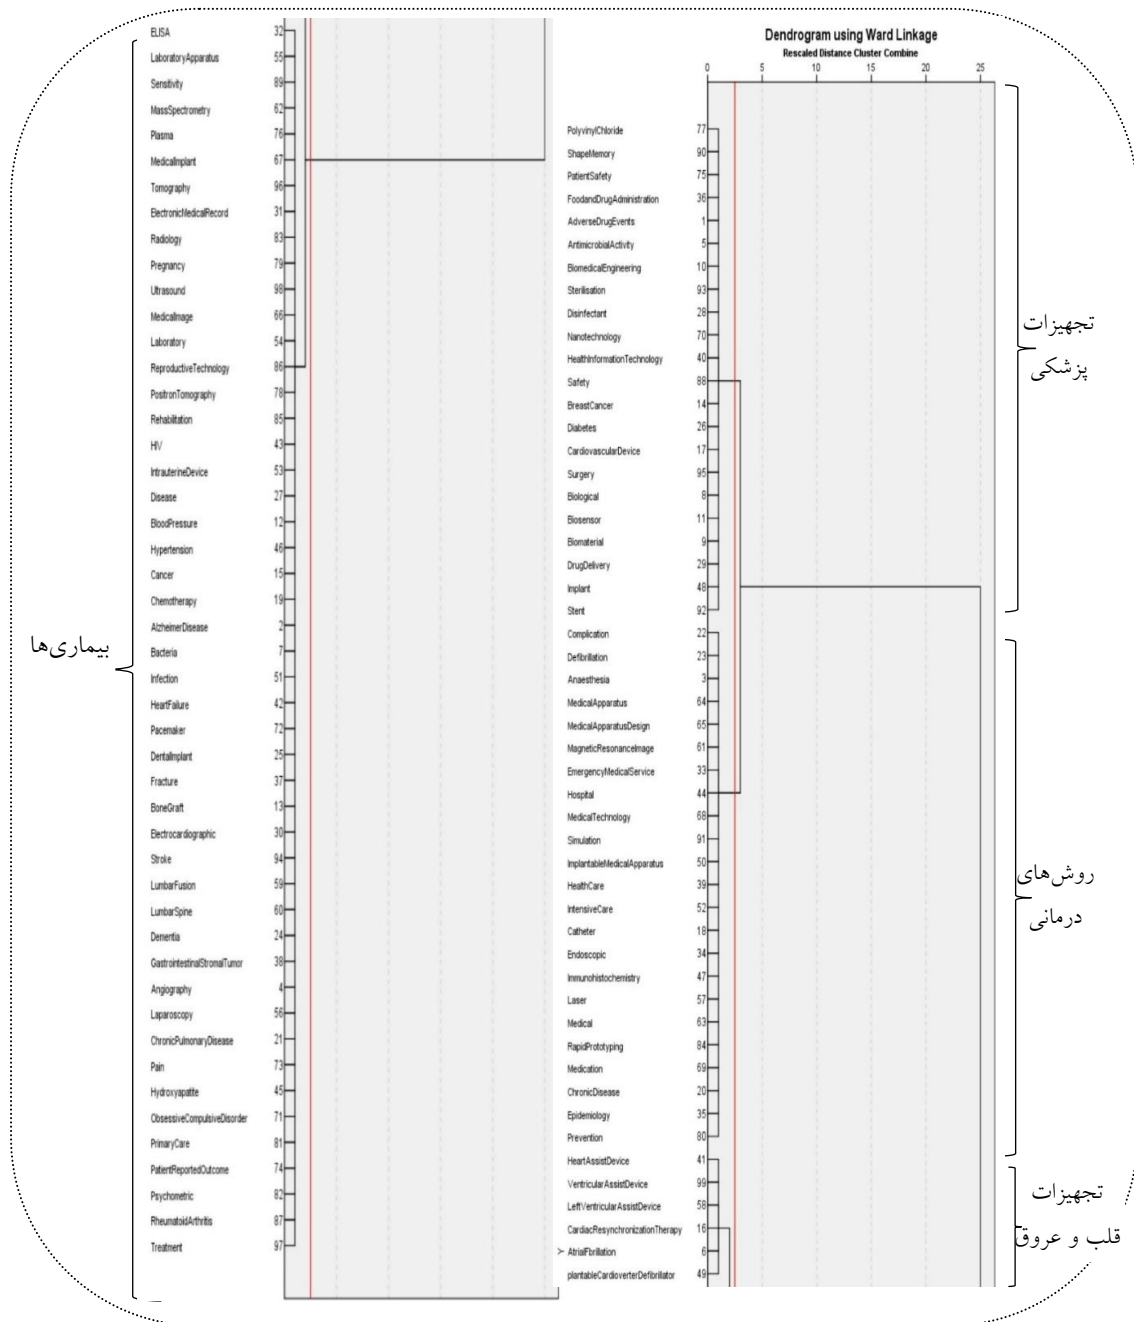 ELISA 32
LaboratoryApparatus 55
Sensitivity 89
MassSpectrometry 62
Plasma 76
MedicalImplant 67
Tomography 96
ElectronicMedicalRecord 31
Radiology 83
Pregnancy 79
Ultrasound 98
MedicalImage 66
Laboratory 54
ReproductiveTechnology 86
PositronTomography 78
Rehabilitation 85
HIV 43
IntrauterineDevice 53
Disease 27
BloodPressure 12
Hypertension 46
Cancer 15
Chemotherapy 19
AlzheimerDisease 2
Bacteria 7
Infection 51
HeartFailure 42
Pacemaker 72
DentalImplant 25
Fracture 37
BoneGraft 13
Electrocardiographic 30
Stroke 94
LumbarFusion 59
LumbarSpine 60
Dementia 24
GastrointestinalStromalTumor 38
Angiography 4
Laparoscopy 56
ChronicPulmonaryDisease 21
Pain 73
Hydroxyapatite 45
ObsessiveCompulsiveDisorder 71
PrimaryCare 81
PatientReportedOutcome 74
Psychometric 82
RheumatoidArthritis 87
Treatment 97
بیماری‌ها
Dendrogram using Ward Linkage
Rescaled Distance Cluster Combine
0 5 10 15 20 25
PolyvinylChloride 77
ShapeMemory 90
PatientSafety 75
FoodandDrugAdministration 36
AdverseDrugEvents 1
AntimicrobialActivity 5
BiomedicalEngineering 10
Sterilisation 93
Disinfectant 28
Nanotechnology 70
HealthInformationTechnology 40
Safety 88
BreastCancer 14
Diabetes 26
CardiovascularDevice 17
Surgery 95
Biological 8
Biosensor 11
Biomaterial 9
DrugDelivery 29
Implant 48
Stent 92
Complication 22
Defibrillation 23
Anaesthesia 3
MedicalApparatus 64
MedicalApparatusDesign 65
MagneticResonanceImage 61
EmergencyMedicalService 33
Hospital 44
MedicalTechnology 68
Simulation 91
ImplantableMedicalApparatus 50
HealthCare 39
IntensiveCare 52
Catheter 18
Endoscopic 34
Immunohistochemistry 47
Laser 57
Medical 63
RapidPrototyping 84
Medication 69
ChronicDisease 20
Epidemiology 35
Prevention 80
HeartAssistDevice 41
VentricularAssistDevice 99
LeftVentricularAssistDevice 58
CardiacResynchronizationTherapy 16
Y AtrialFbrillation 6
plantableCardioverterDefibrillator 49
تجهیزات
پزشکی
روش‌های
درمانی
تجهیزات
قلب و عروق